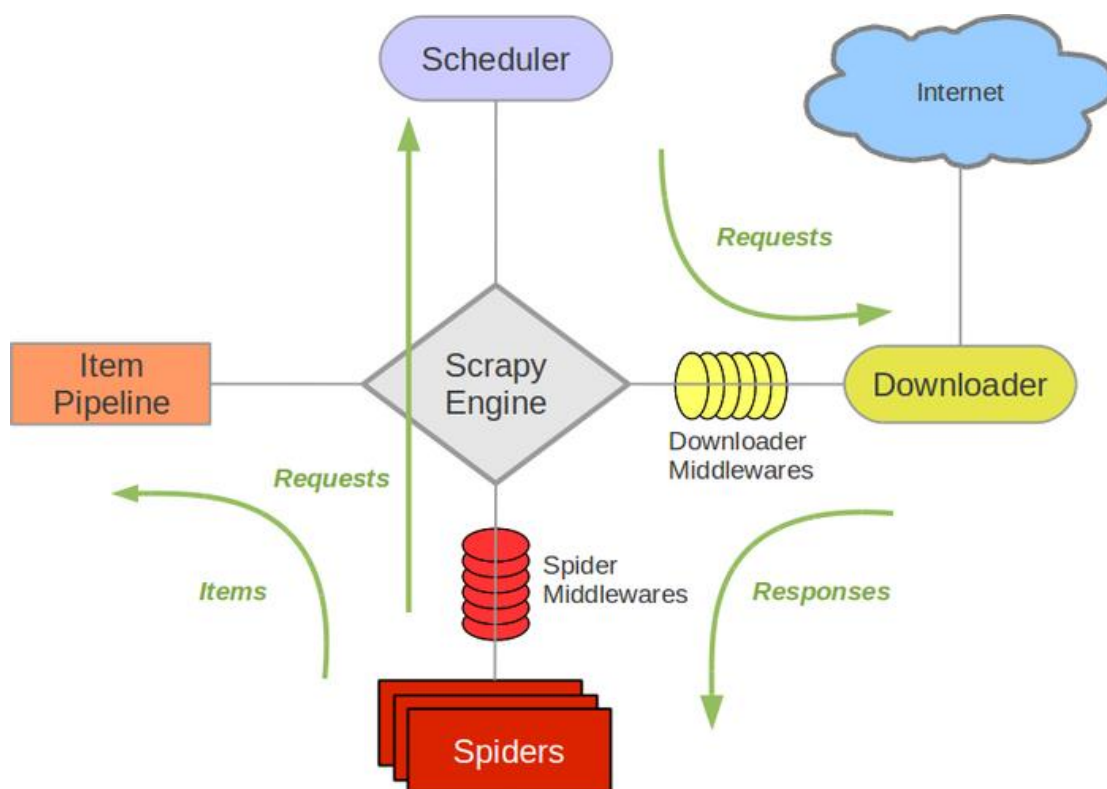 Scheduler
Internet
Requests
Item
Pipeline
Scrapy
Engine
Downloader
Downloader
Middlewares
Requests
Items
Spider
Middlewares
Responses
Spiders